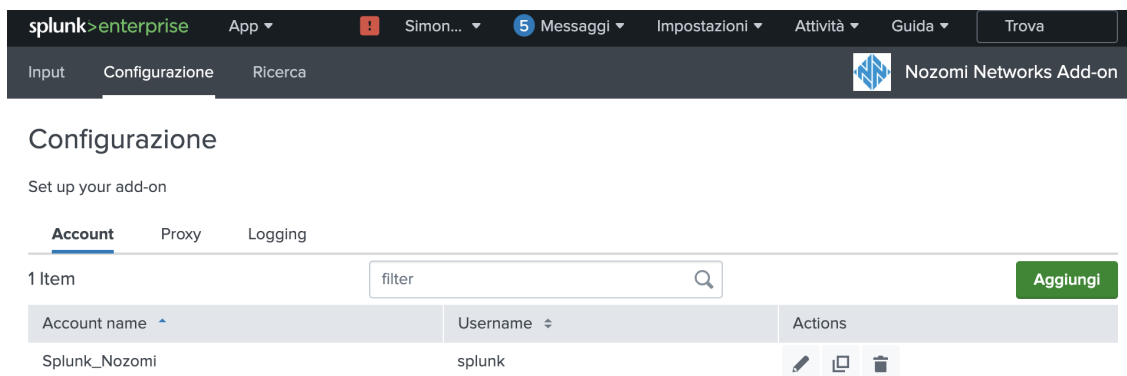 splunk>enterprise App ! Simon... 5 Messaggi Impostazioni Attività Guida Trova
Input Configurazione Ricerca Nozomi Networks Add-on
Configurazione
Set up your add-on
Account Proxy Logging
1 Item filter Aggiungi
Account name Username Actions
Splunk_Nozomi splunk